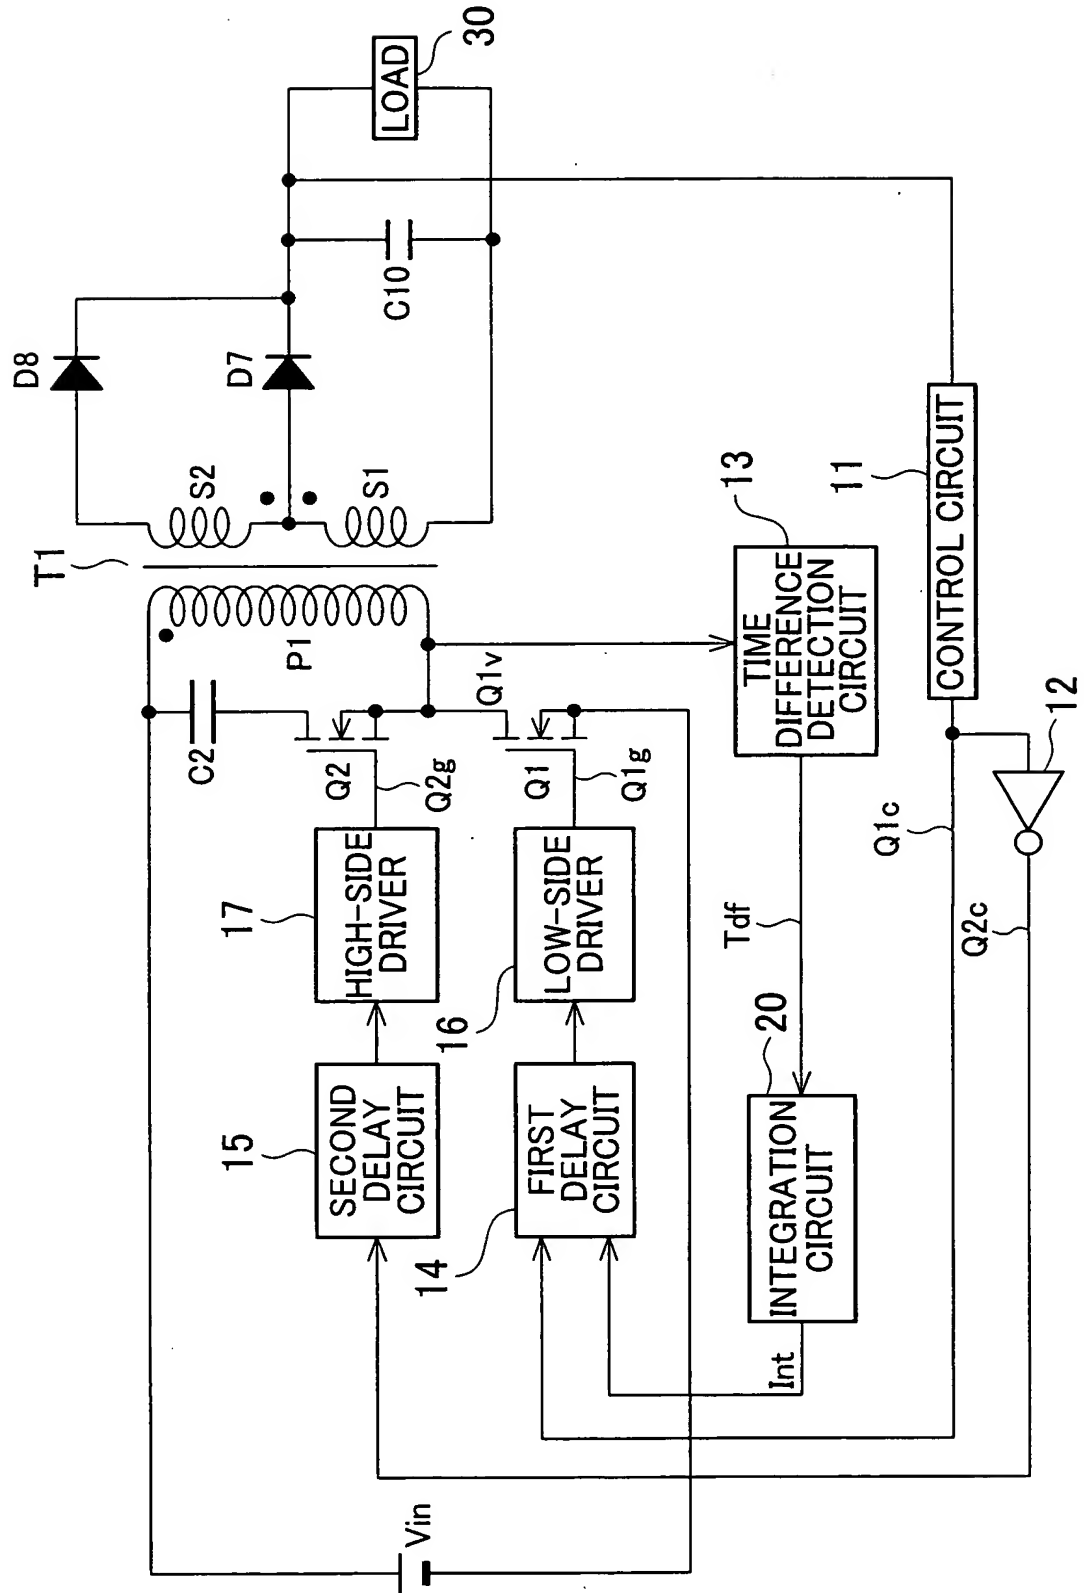 D8
D7
LOAD
30
C10
T1
S2
S1
P1
C2
Q2
Q2g
Q1v
Q1
Q1g
17
HIGH-SIDE
DRIVER
16
LOW-SIDE
DRIVER
15
SECOND
DELAY
CIRCUIT
14
FIRST
DELAY
CIRCUIT
13
TIME
DIFFERENCE
DETECTION
CIRCUIT
11
CONTROL CIRCUIT
12
Q1c
Q2c
Tdf
20
INTEGRATION
CIRCUIT
Int
Vin